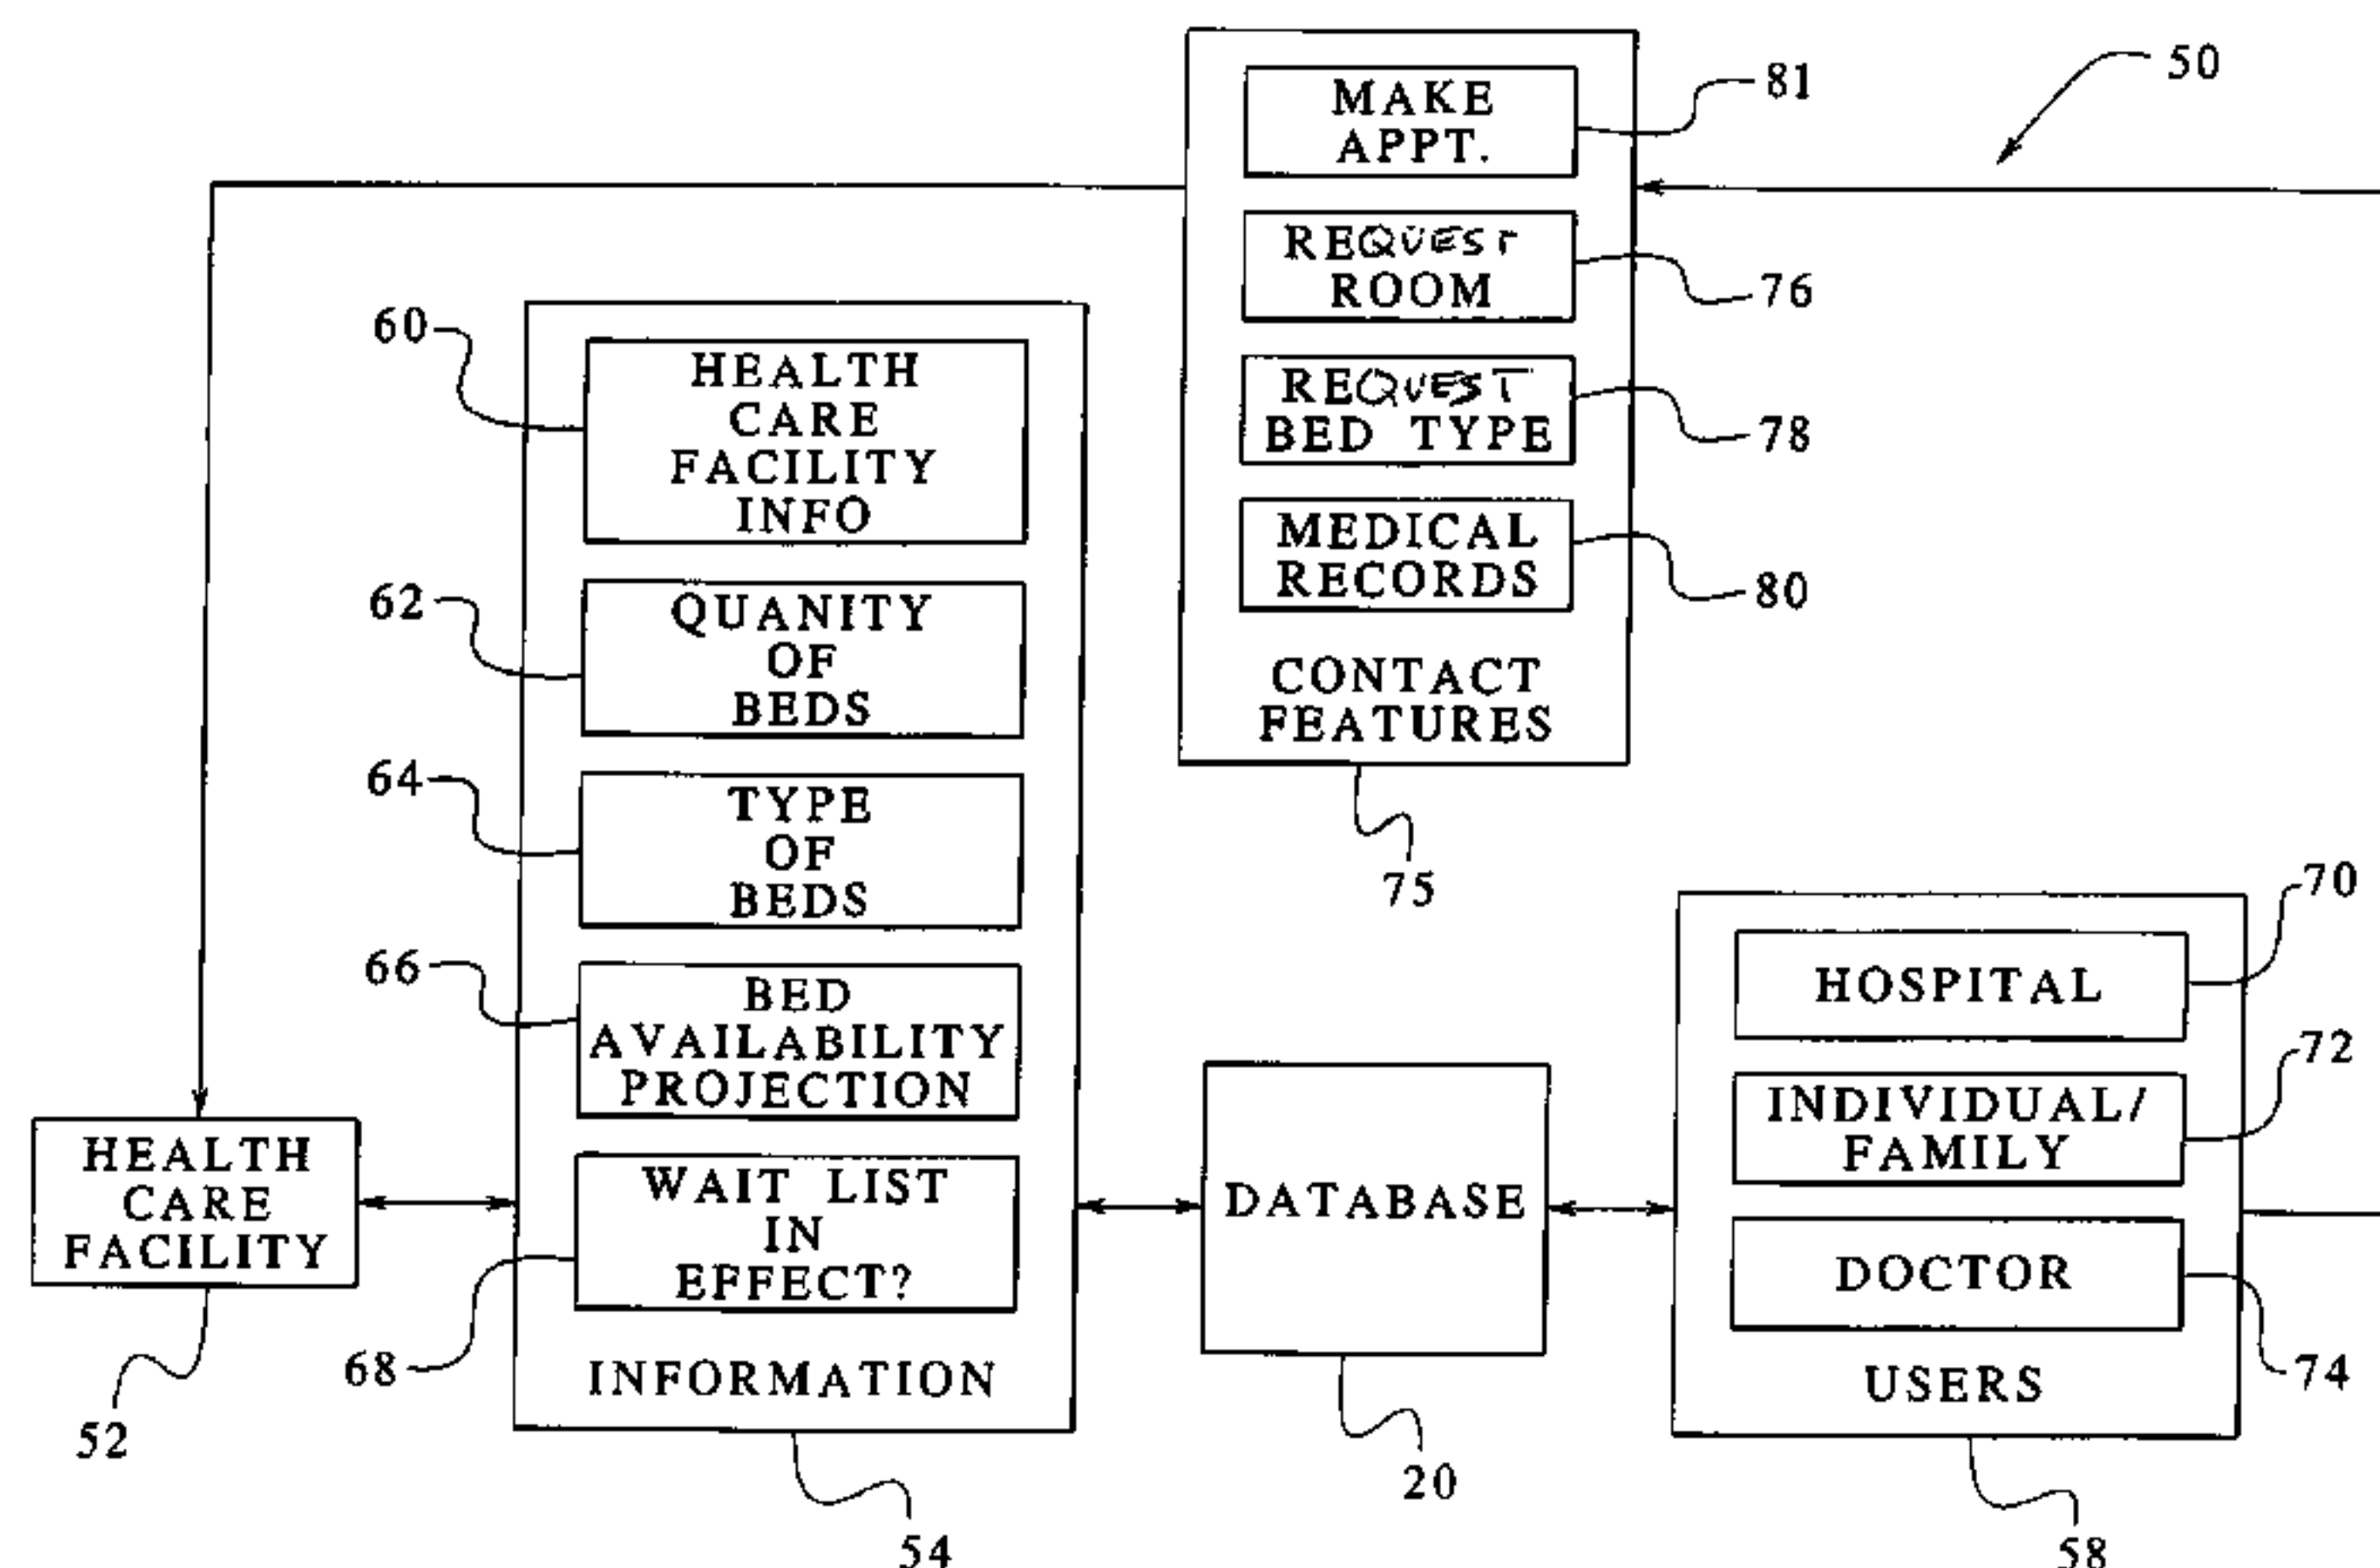 50
MAKE
APPT.
81
REQUEST
ROOM
76
REQUEST
BED TYPE
78
MEDICAL
RECORDS
80
CONTACT
FEATURES
75
60
HEALTH
CARE
FACILITY
INFO
62
QUANITY
OF
BEDS
64
TYPE
OF
BEDS
66
BED
AVAILABILITY
PROJECTION
68
WAIT LIST
IN
EFFECT?
INFORMATION
54
HEALTH
CARE
FACILITY
52
DATABASE
20
HOSPITAL
70
INDIVIDUAL/
FAMILY
72
DOCTOR
74
USERS
58